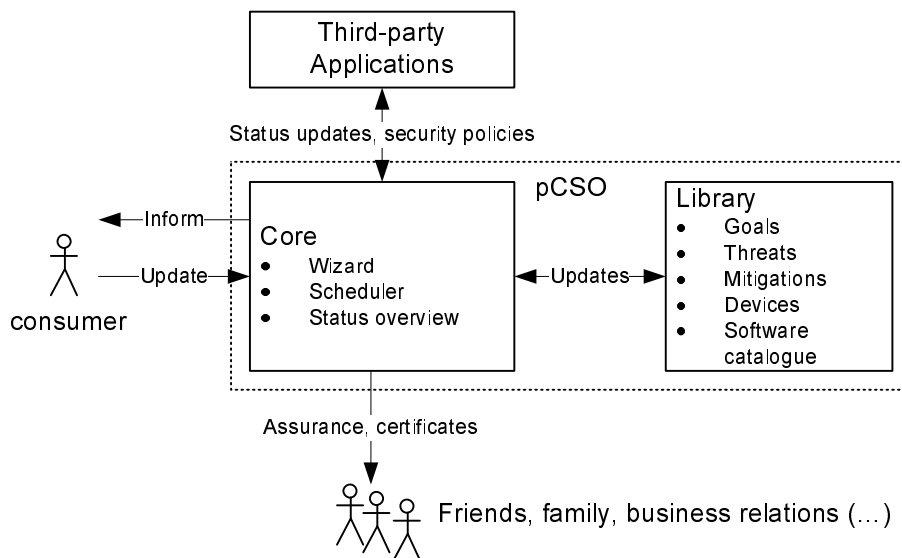 Third-party
Applications
Status updates, security policies
pCSO
Inform
Update
consumer
Core
• Wizard
• Scheduler
• Status overview
Updates
Library
• Goals
• Threats
• Mitigations
• Devices
• Software
catalogue
Assurance, certificates
Friends, family, business relations (...)